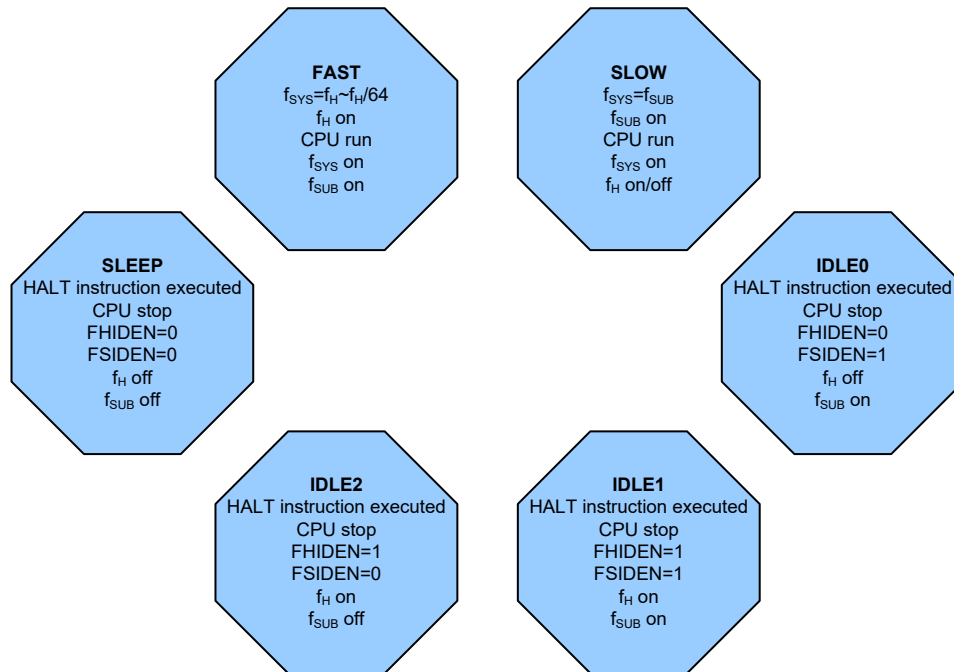 FAST
fSYS=fH~fH/64
fH on
CPU run
fSYS on
fSUB on
SLOW
fSYS=fSUB
fSUB on
CPU run
fSYS on
fH on/off
SLEEP
HALT instruction executed
CPU stop
FHIDEN=0
FSIDEN=0
fH off
fSUB off
IDLE0
HALT instruction executed
CPU stop
FHIDEN=0
FSIDEN=1
fH off
fSUB on
IDLE2
HALT instruction executed
CPU stop
FHIDEN=1
FSIDEN=0
fH on
fSUB off
IDLE1
HALT instruction executed
CPU stop
FHIDEN=1
FSIDEN=1
fH on
fSUB on